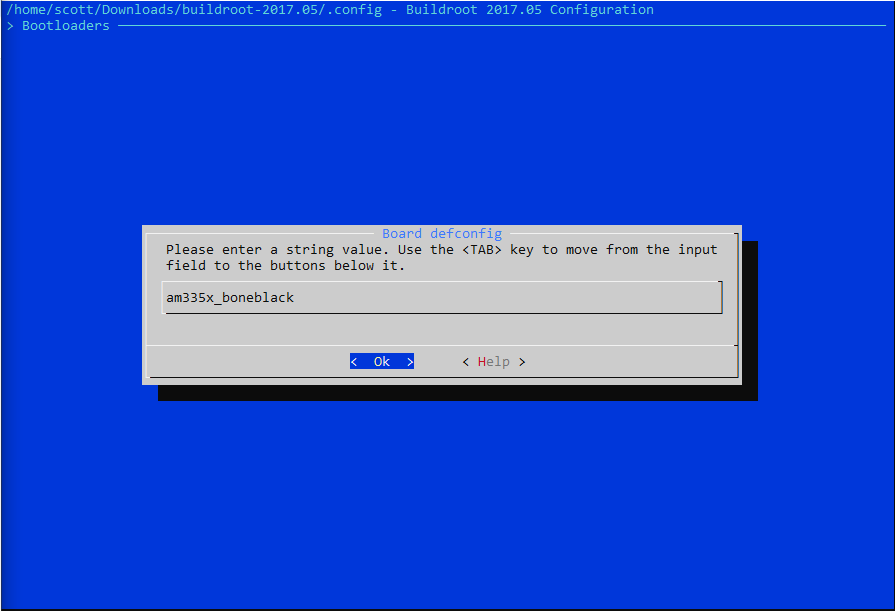 /home/scott/Downloads/buildroot-2017.05/.config - Buildroot 2017.05 Configuration
> Bootloaders
Board defconfig
Please enter a string value. Use the <TAB> key to move from the input
field to the buttons below it.
am335x_boneblack
< Ok > < Help >